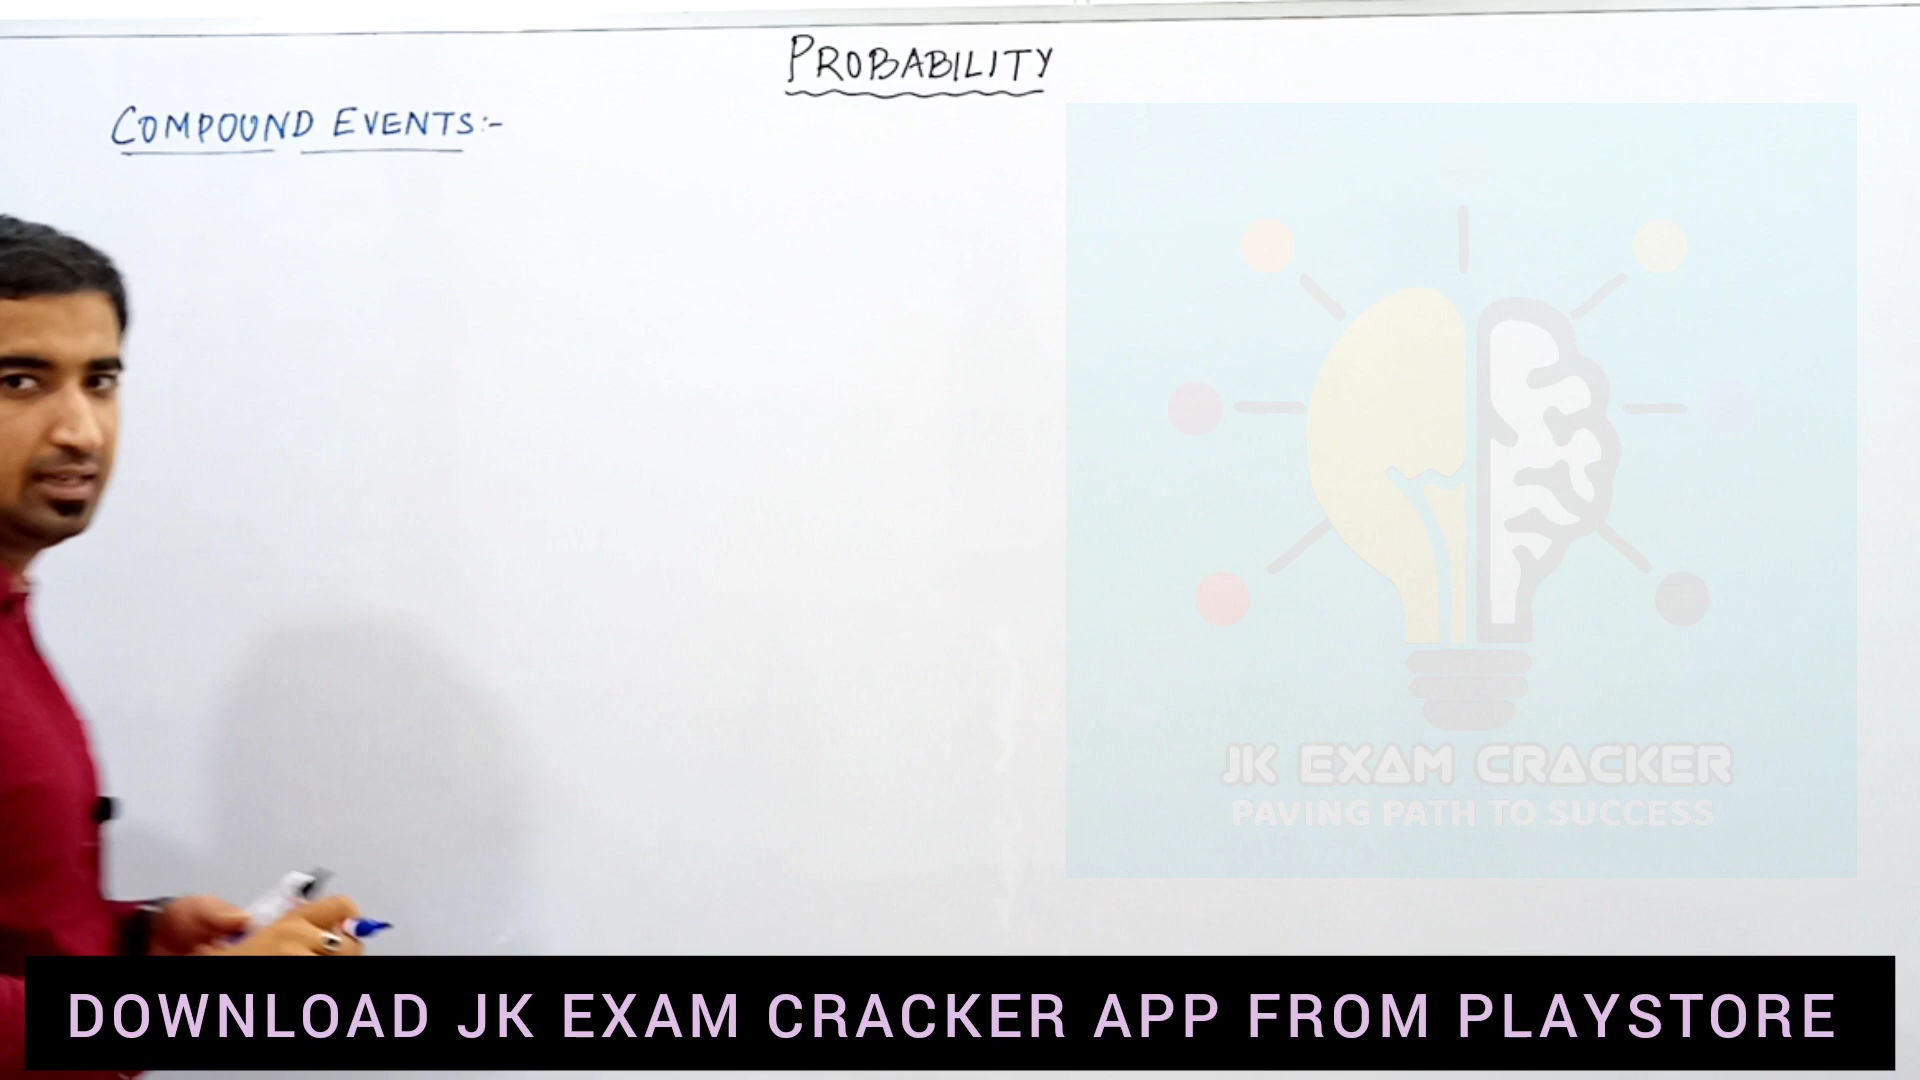 PROBABILITY
COMPOUND EVENTS:-
JK EXAM CRACKER
PAVING PATH TO SUCCESS
DOWNLOAD JK EXAM CRACKER APP FROM PLAYSTORE